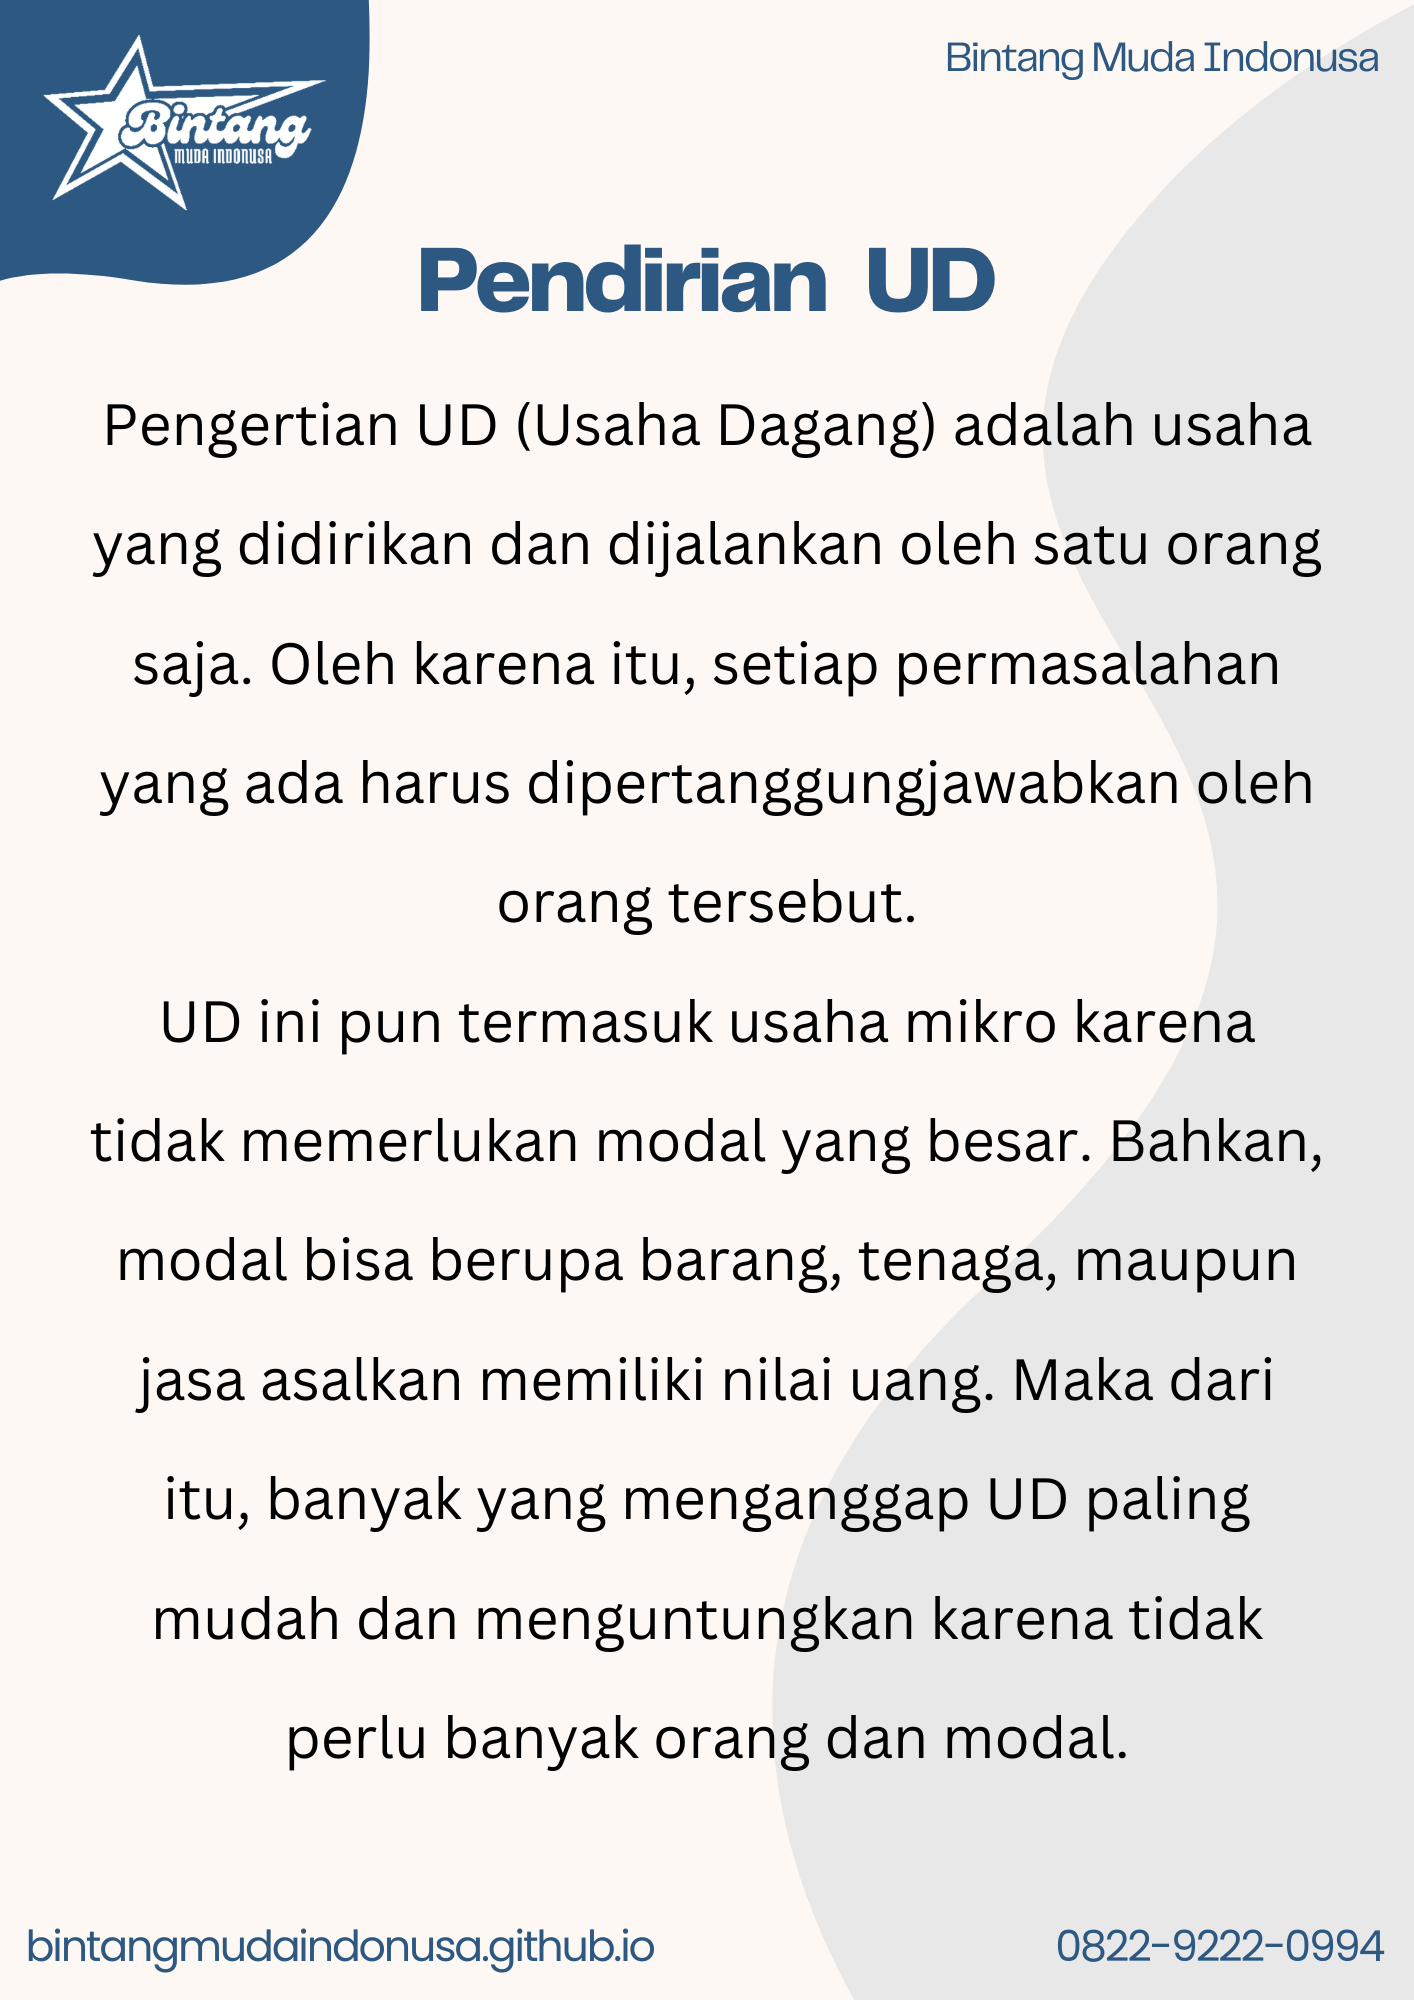 Bintang
MUDA INDONUSA
Bintang Muda Indonusa
Pendirian UD
Pengertian UD (Usaha Dagang) adalah usaha
yang didirikan dan dijalankan oleh satu orang
saja. Oleh karena itu, setiap permasalahan
yang ada harus dipertanggungjawabkan oleh
orang tersebut.
UD ini pun termasuk usaha mikro karena
tidak memerlukan modal yang besar. Bahkan,
modal bisa berupa barang, tenaga, maupun
jasa asalkan memiliki nilai uang. Maka dari
itu, banyak yang menganggap UD paling
mudah dan menguntungkan karena tidak
perlu banyak orang dan modal.
bintangmudaindonusa.github.io
0822-9222-0994